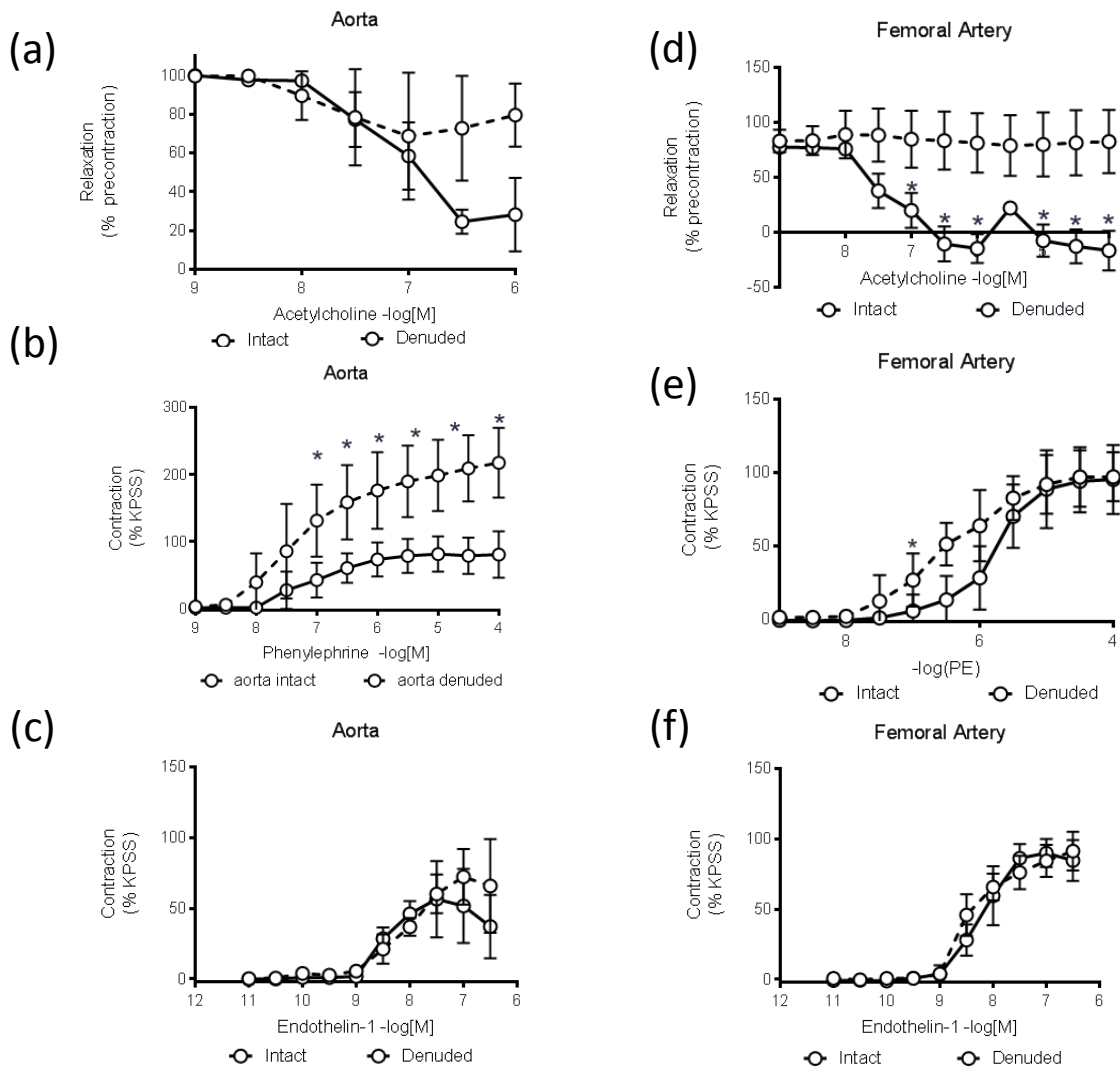 (a)
Aorta
Relaxation
(% precontraction)
100
80
60
40
20
0
9
8
7
6
Acetylcholine -log[M]
Intact
Denuded
(b)
Aorta
Contraction
(% KPSS)
300
200
100
0
* * * * * *
9
8
7
6
5
4
Phenylephrine -log[M]
aorta intact
aorta denuded
(c)
Aorta
Contraction
(% KPSS)
150
100
50
0
12
11
10
9
8
7
6
Endothelin-1 -log[M]
Intact
Denuded
(d)
Femoral Artery
Relaxation
(% precontraction)
150
100
50
0
-50
* * * * * *
8
7
Acetylcholine -log[M]
Intact
Denuded
(e)
Femoral Artery
Contraction
(% KPSS)
150
100
50
0
*
8
6
4
-log(PE)
Intact
Denuded
(f)
Femoral Artery
Contraction
(% KPSS)
150
100
50
0
12
11
10
9
8
7
6
Endothelin-1 -log[M]
Intact
Denuded